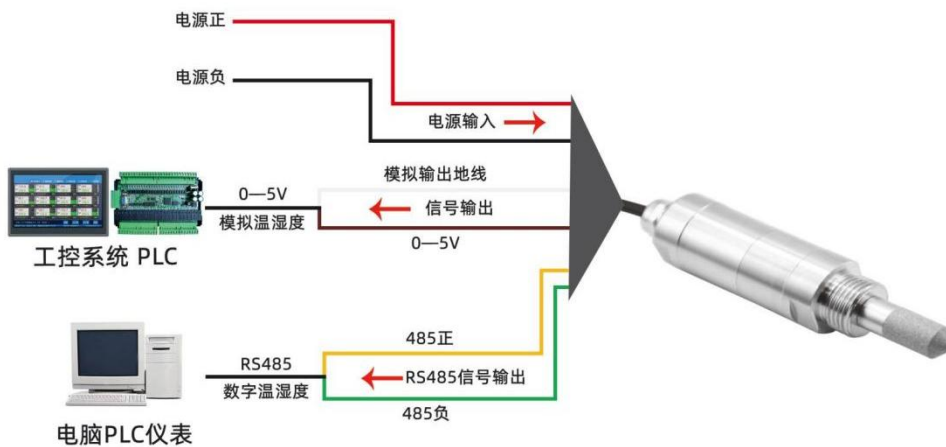 电源正
电源负
电源输入
模拟输出地线
0—5V
模拟温湿度
信号输出
0—5V
工控系统 PLC
485正
RS485
数字温湿度
RS485信号输出
485负
电脑PLC仪表